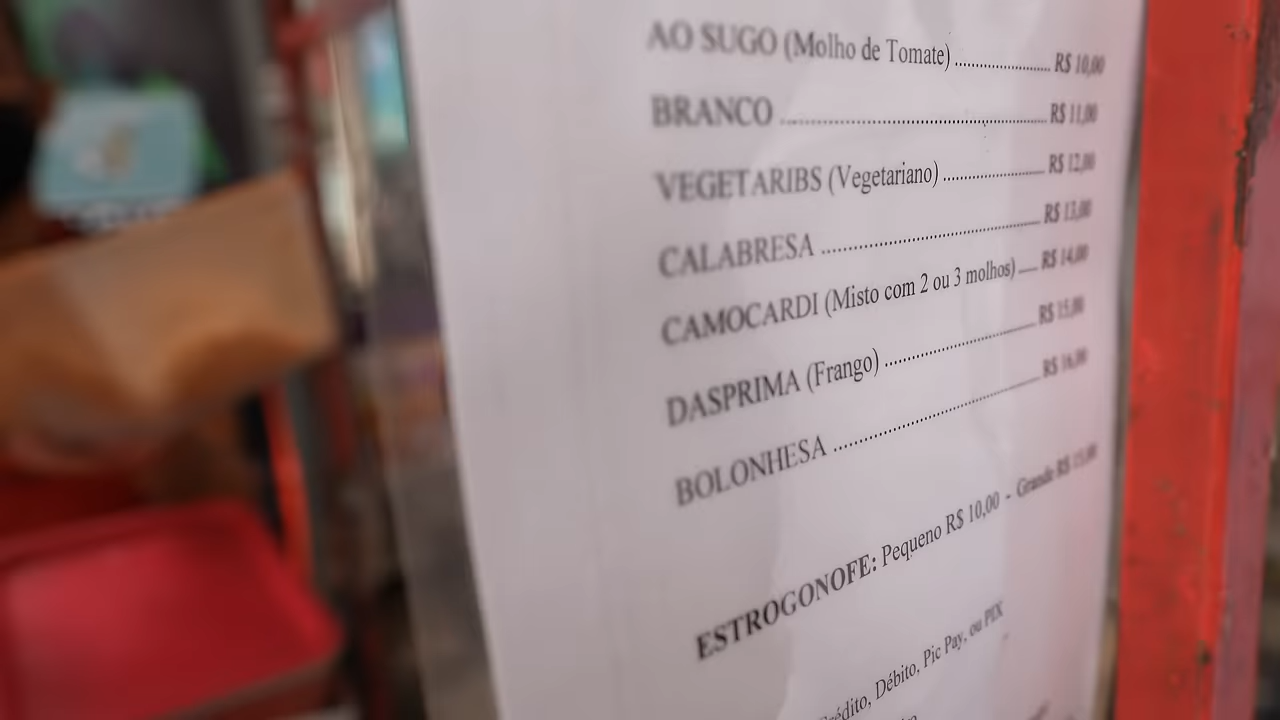 AO SUGO (Molho de Tomate) ........................ R$ 10,00
BRANCO ................................................................ R$ 11,00
VEGETARIBS (Vegetariano) ......................... R$ 12,00
CALABRESA ...................................................... R$ 13,00
CAMOCARDI (Misto com 2 ou 3 molhos) ..... R$ 14,00
DASPRIMA (Frango) ..................................... R$ 15,00
BOLONHESA ................................................... R$ 16,00
ESTROGONOFE: Pequeno R$ 10,00 - Grande R$ 15,00
rédito, Débito, Pic Pay, ou PIX